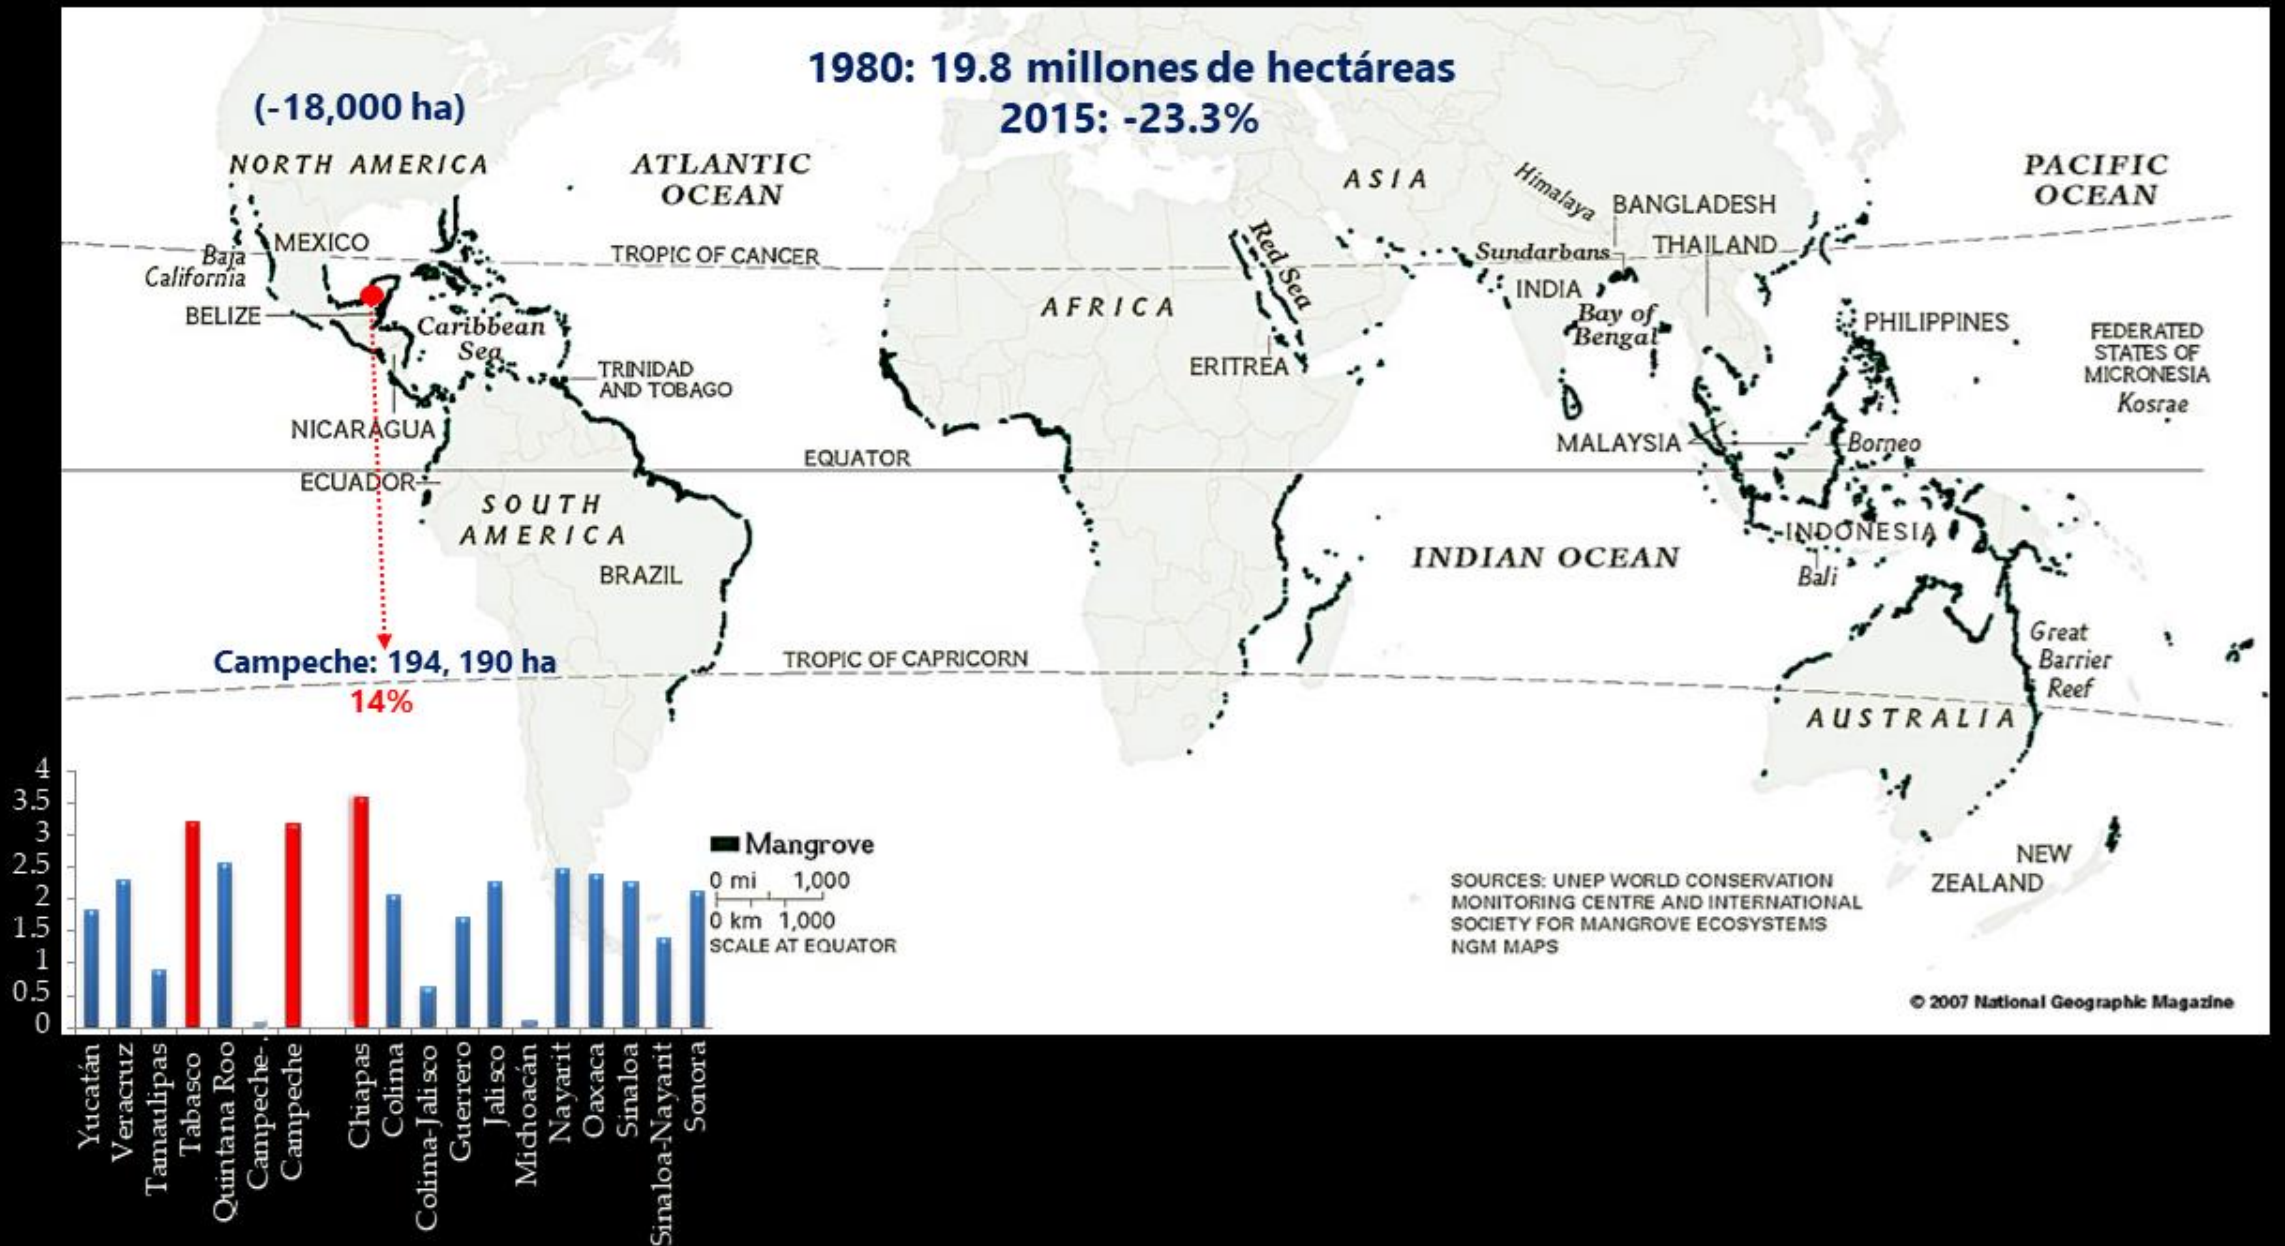 1980: 19.8 millones de hectáreas
2015: -23.3%
(-18,000 ha)
NORTH AMERICA
ATLANTIC
OCEAN
ASIA
Himalaya
BANGLADESH
PACIFIC
OCEAN
MEXICO
Baja
California
TROPIC OF CANCER
Red Sea
Sundarbans
THAILAND
INDIA
BELIZE
Caribbean
Sea
AFRICA
Bay of
Bengal
PHILIPPINES
FEDERATED
STATES OF
MICRONESIA
Kosrae
TRINIDAD
AND TOBAGO
ERITREA
NICARAGUA
EQUATOR
MALAYSIA
Borneo
ECUADOR
SOUTH
AMERICA
BRAZIL
INDIAN OCEAN
INDONESIA
Bali
Great
Barrier
Reef
Campeche: 194, 190 ha
14%
TROPIC OF CAPRICORN
AUSTRALIA
4
3.5
3
2.5
2
1.5
1
0.5
0
Mangrove
0 mi 1,000
0 km 1,000
SCALE AT EQUATOR
NEW
ZEALAND
SOURCES: UNEP WORLD CONSERVATION
MONITORING CENTRE AND INTERNATIONAL
SOCIETY FOR MANGROVE ECOSYSTEMS
NGM MAPS
© 2007 National Geographic Magazine
Yucatán
Veracruz
Tamaulipas
Tabasco
Quintana Roo
Campeche-.
Campeche
Chiapas
Colima
Colima-Jalisco
Guerrero
Jalisco
Michoacán
Nayarit
Oaxaca
Sinaloa
Sinaloa-Nayarit
Sonora